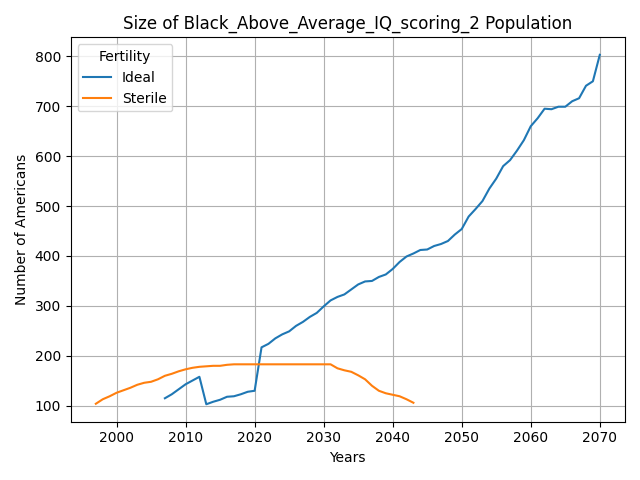 Size of Black_Above_Average_IQ_scoring_2 Population
Fertility
Ideal
Sterile
Number of Americans
800
700
600
500
400
300
200
100
2000 2010 2020 2030 2040 2050 2060 2070
Years